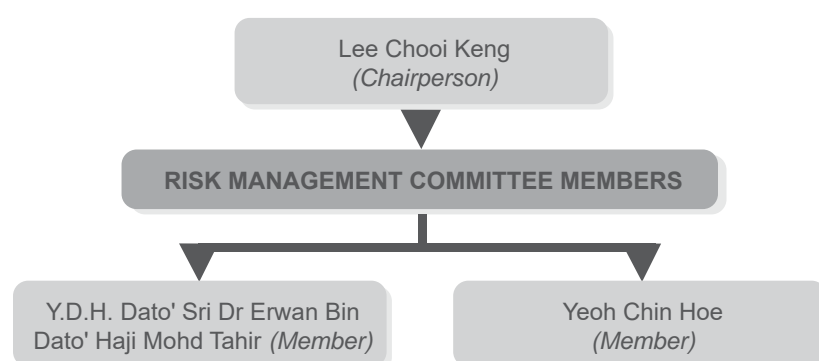 Lee Chooi Keng
(Chairperson)
RISK MANAGEMENT COMMITTEE MEMBERS
Y.D.H. Dato' Sri Dr Erwan Bin
Dato' Haji Mohd Tahir (Member)
Yeoh Chin Hoe
(Member)